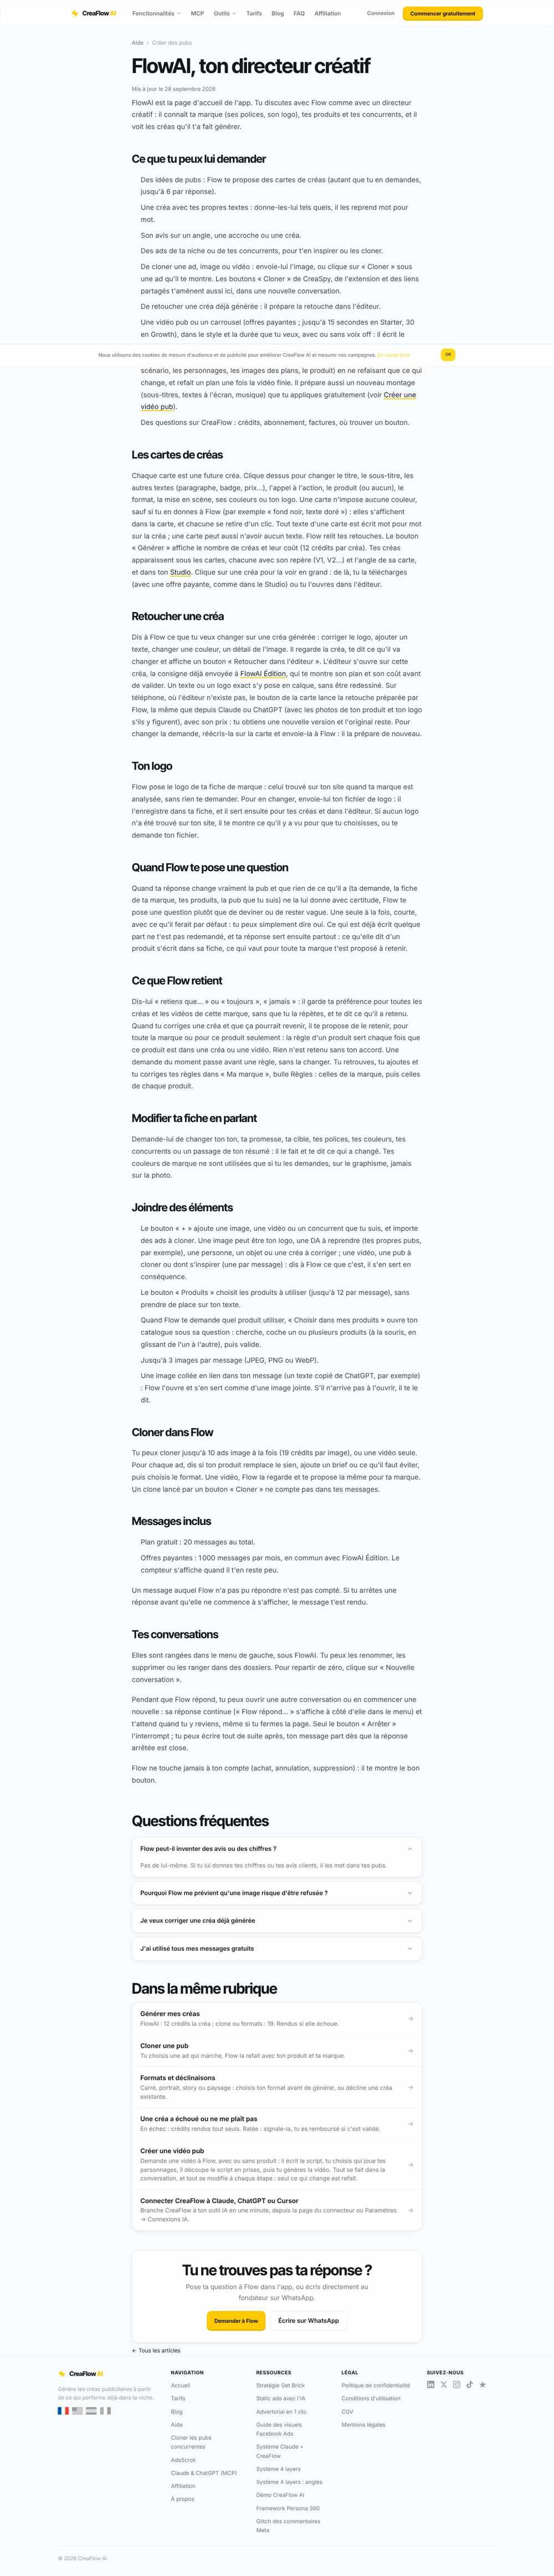 CreaFlow AI
Fonctionnalités
MCP
Outils
Tarifs
Blog
FAQ
Affiliation
Connexion
Commencer gratuitement
Aide › Créer des pubs
FlowAI, ton directeur créatif
Mis à jour le 28 septembre 2026
FlowAI est la page d'accueil de l'app. Tu discutes avec Flow comme avec un directeur
créatif : il connaît ta marque (ses polices, son logo), tes produits et tes concurrents, et il
voit les créas qu'il t'a fait générer.
Ce que tu peux lui demander
Des idées de pubs : Flow te propose des cartes de créas (autant que tu en demandes,
jusqu'à 6 par réponse).
Une créa avec tes propres textes : donne-les-lui tels quels, il les reprend mot pour
mot.
Son avis sur un angle, une accroche ou une créa.
Des ads de ta niche ou de tes concurrents, pour t'en inspirer ou les cloner.
De cloner une ad, image ou vidéo : envoie-lui l'image, ou clique sur « Cloner » sous
une ad qu'il te montre. Les boutons « Cloner » de CreaSpy, de l'extension et des liens
partagés t'amènent aussi ici, dans une nouvelle conversation.
De retoucher une créa déjà générée : il prépare la retouche dans l'éditeur.
Une vidéo pub ou un carrousel (offres payantes ; jusqu'à 15 secondes en Starter, 30
en Growth), dans le style et la durée que tu veux, avec ou sans voix off : il écrit le
Nous utilisons des cookies de mesure d'audience et de publicité pour améliorer CreaFlow AI et mesurer nos campagnes. En savoir plus
OK
scénario, les personnages, les images des plans, le produit) en ne refaisant que ce qui
change, et refait un plan une fois la vidéo finie. Il prépare aussi un nouveau montage
(sous-titres, textes à l'écran, musique) que tu appliques gratuitement (voir Créer une
vidéo pub).
Des questions sur CreaFlow : crédits, abonnement, factures, où trouver un bouton.
Les cartes de créas
Chaque carte est une future créa. Clique dessus pour changer le titre, le sous-titre, les
autres textes (paragraphe, badge, prix…), l'appel à l'action, le produit (ou aucun), le
format, la mise en scène, ses couleurs ou ton logo. Une carte n'impose aucune couleur,
sauf si tu en donnes à Flow (par exemple « fond noir, texte doré ») : elles s'affichent
dans la carte, et chacune se retire d'un clic. Tout texte d'une carte est écrit mot pour mot
sur la créa ; une carte peut aussi n'avoir aucun texte. Flow relit tes retouches. Le bouton
« Générer » affiche le nombre de créas et leur coût (12 crédits par créa). Tes créas
apparaissent sous les cartes, chacune avec son repère (V1, V2…) et l'angle de sa carte,
et dans ton Studio. Clique sur une créa pour la voir en grand : de là, tu la télécharges
(avec une offre payante, comme dans le Studio) ou tu l'ouvres dans l'éditeur.
Retoucher une créa
Dis à Flow ce que tu veux changer sur une créa générée : corriger le logo, ajouter un
texte, changer une couleur, un détail de l'image. Il regarde la créa, te dit ce qu'il va
changer et affiche un bouton « Retoucher dans l'éditeur ». L'éditeur s'ouvre sur cette
créa, la consigne déjà envoyée à FlowAI Édition, qui te montre son plan et son coût avant
de valider. Un texte ou un logo exact s'y pose en calque, sans être redessiné. Sur
téléphone, où l'éditeur n'existe pas, le bouton de la carte lance la retouche préparée par
Flow, la même que depuis Claude ou ChatGPT (avec les photos de ton produit et ton logo
s'ils y figurent), avec son prix : tu obtiens une nouvelle version et l'original reste. Pour
changer la demande, réécris-la sur la carte et envoie-la à Flow : il la prépare de nouveau.
Ton logo
Flow pose le logo de ta fiche de marque : celui trouvé sur ton site quand ta marque est
analysée, sans rien te demander. Pour en changer, envoie-lui ton fichier de logo : il
l'enregistre dans ta fiche, et il sert ensuite pour tes créas et dans l'éditeur. Si aucun logo
n'a été trouvé sur ton site, il te montre ce qu'il y a vu pour que tu choisisses, ou te
demande ton fichier.
Quand Flow te pose une question
Quand ta réponse change vraiment la pub et que rien de ce qu'il a (ta demande, la fiche
de ta marque, tes produits, la pub que tu suis) ne la lui donne avec certitude, Flow te
pose une question plutôt que de deviner ou de rester vague. Une seule à la fois, courte,
avec ce qu'il ferait par défaut : tu peux simplement dire oui. Ce qui est déjà écrit quelque
part ne t'est pas redemandé, et ta réponse sert ensuite partout : ce qu'elle dit d'un
produit s'écrit dans sa fiche, ce qui vaut pour toute ta marque t'est proposé à retenir.
Ce que Flow retient
Dis-lui « retiens que… » ou « toujours », « jamais » : il garde ta préférence pour toutes les
créas et les vidéos de cette marque, sans que tu la répètes, et te dit ce qu'il a retenu.
Quand tu corriges une créa et que ça pourrait revenir, il te propose de le retenir, pour
toute la marque ou pour ce produit seulement : la règle d'un produit sert chaque fois que
ce produit est dans une créa ou une vidéo. Rien n'est retenu sans ton accord. Une
demande du moment passe avant une règle, sans la changer. Tu retrouves, tu ajoutes et
tu corriges tes règles dans « Ma marque », bulle Règles : celles de la marque, puis celles
de chaque produit.
Modifier ta fiche en parlant
Demande-lui de changer ton ton, ta promesse, ta cible, tes polices, tes couleurs, tes
concurrents ou un passage de ton résumé : il le fait et te dit ce qui a changé. Tes
couleurs de marque ne sont utilisées que si tu les demandes, sur le graphisme, jamais
sur la photo.
Joindre des éléments
Le bouton « + » ajoute une image, une vidéo ou un concurrent que tu suis, et importe
des ads à cloner. Une image peut être ton logo, une DA à reprendre (tes propres pubs,
par exemple), une personne, un objet ou une créa à corriger ; une vidéo, une pub à
cloner ou dont s'inspirer (une par message) : dis à Flow ce que c'est, il s'en sert en
conséquence.
Le bouton « Produits » choisit les produits à utiliser (jusqu'à 12 par message), sans
prendre de place sur ton texte.
Quand Flow te demande quel produit utiliser, « Choisir dans mes produits » ouvre ton
catalogue sous sa question : cherche, coche un ou plusieurs produits (à la souris, en
glissant de l'un à l'autre), puis valide.
Jusqu'à 3 images par message (JPEG, PNG ou WebP).
Une image collée en lien dans ton message (un texte copié de ChatGPT, par exemple)
: Flow l'ouvre et s'en sert comme d'une image jointe. S'il n'arrive pas à l'ouvrir, il te le
dit.
Cloner dans Flow
Tu peux cloner jusqu'à 10 ads image à la fois (19 crédits par image), ou une vidéo seule.
Pour chaque ad, dis si ton produit remplace le sien, ajoute un brief ou ce qu'il faut éviter,
puis choisis le format. Une vidéo, Flow la regarde et te propose la même pour ta marque.
Un clone lancé par un bouton « Cloner » ne compte pas dans tes messages.
Messages inclus
Plan gratuit : 20 messages au total.
Offres payantes : 1 000 messages par mois, en commun avec FlowAI Édition. Le
compteur s'affiche quand il t'en reste peu.
Un message auquel Flow n'a pas pu répondre n'est pas compté. Si tu arrêtes une
réponse avant qu'elle ne commence à s'afficher, le message t'est rendu.
Tes conversations
Elles sont rangées dans le menu de gauche, sous FlowAI. Tu peux les renommer, les
supprimer ou les ranger dans des dossiers. Pour repartir de zéro, clique sur « Nouvelle
conversation ».
Pendant que Flow répond, tu peux ouvrir une autre conversation ou en commencer une
nouvelle : sa réponse continue (« Flow répond… » s'affiche à côté d'elle dans le menu) et
t'attend quand tu y reviens, même si tu fermes la page. Seul le bouton « Arrêter »
l'interrompt ; tu peux écrire tout de suite après, ton message part dès que la réponse
arrêtée est close.
Flow ne touche jamais à ton compte (achat, annulation, suppression) : il te montre le bon
bouton.
Questions fréquentes
Flow peut-il inventer des avis ou des chiffres ?
Pas de lui-même. Si tu lui donnes tes chiffres ou tes avis clients, il les met dans tes pubs.
Pourquoi Flow me prévient qu'une image risque d'être refusée ?
Je veux corriger une créa déjà générée
J'ai utilisé tous mes messages gratuits
Dans la même rubrique
Générer mes créas
FlowAI : 12 crédits la créa ; clone ou formats : 19. Rendus si elle échoue.
Cloner une pub
Tu choisis une ad qui marche, Flow la refait avec ton produit et ta marque.
Formats et déclinaisons
Carré, portrait, story ou paysage : choisis ton format avant de générer, ou décline une créa
existante.
Une créa a échoué ou ne me plaît pas
En échec : crédits rendus tout seuls. Ratée : signale-la, tu es remboursé si c'est validé.
Créer une vidéo pub
Demande une vidéo à Flow, avec ou sans produit : il écrit le script, tu choisis qui joue tes
personnages, il découpe le script en prises, puis tu génères la vidéo. Tout se fait dans la
conversation, et tout se modifie à chaque étape : seul ce qui change est refait.
Connecter CreaFlow à Claude, ChatGPT ou Cursor
Branche CreaFlow à ton outil IA en une minute, depuis la page du connecteur ou Paramètres
→ Connexions IA.
Tu ne trouves pas ta réponse ?
Pose ta question à Flow dans l'app, ou écris directement au
fondateur sur WhatsApp.
Demander à Flow
Écrire sur WhatsApp
← Tous les articles
CreaFlow AI
Génère tes créas publicitaires à partir
de ce qui performe déjà dans ta niche.
NAVIGATION
Accueil
Tarifs
Blog
Aide
Cloner les pubs
concurrentes
AdsScroll
Claude & ChatGPT (MCP)
Affiliation
À propos
RESSOURCES
Stratégie Get Brick
Static ads avec l'IA
Advertorial en 1 clic
Guide des visuels
Facebook Ads
Système Claude +
CreaFlow
Système 4 layers
Système 4 layers : angles
Démo CreaFlow AI
Framework Persona 360
Glitch des commentaires
Meta
LÉGAL
Politique de confidentialité
Conditions d'utilisation
CGV
Mentions légales
SUIVEZ-NOUS
© 2026 CreaFlow AI